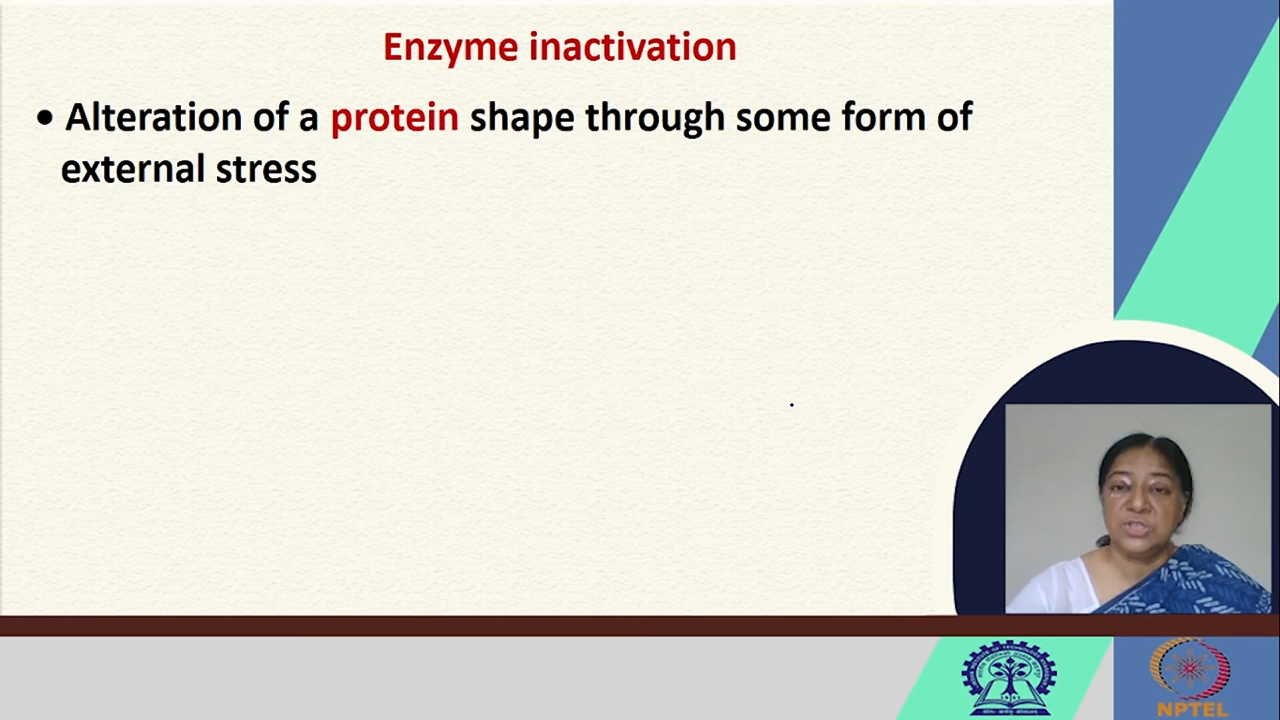 Enzyme inactivation
• Alteration of a protein shape through some form of
external stress
NPTEL